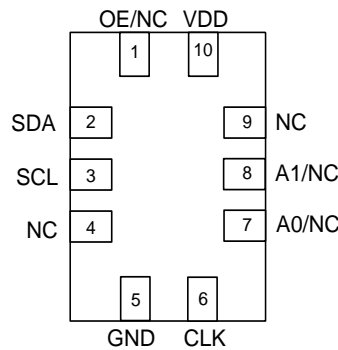 OE/NC VDD
1 10
SDA 2 9 NC
SCL 3 8 A1/NC
NC 4 7 A0/NC
5 6
GND CLK